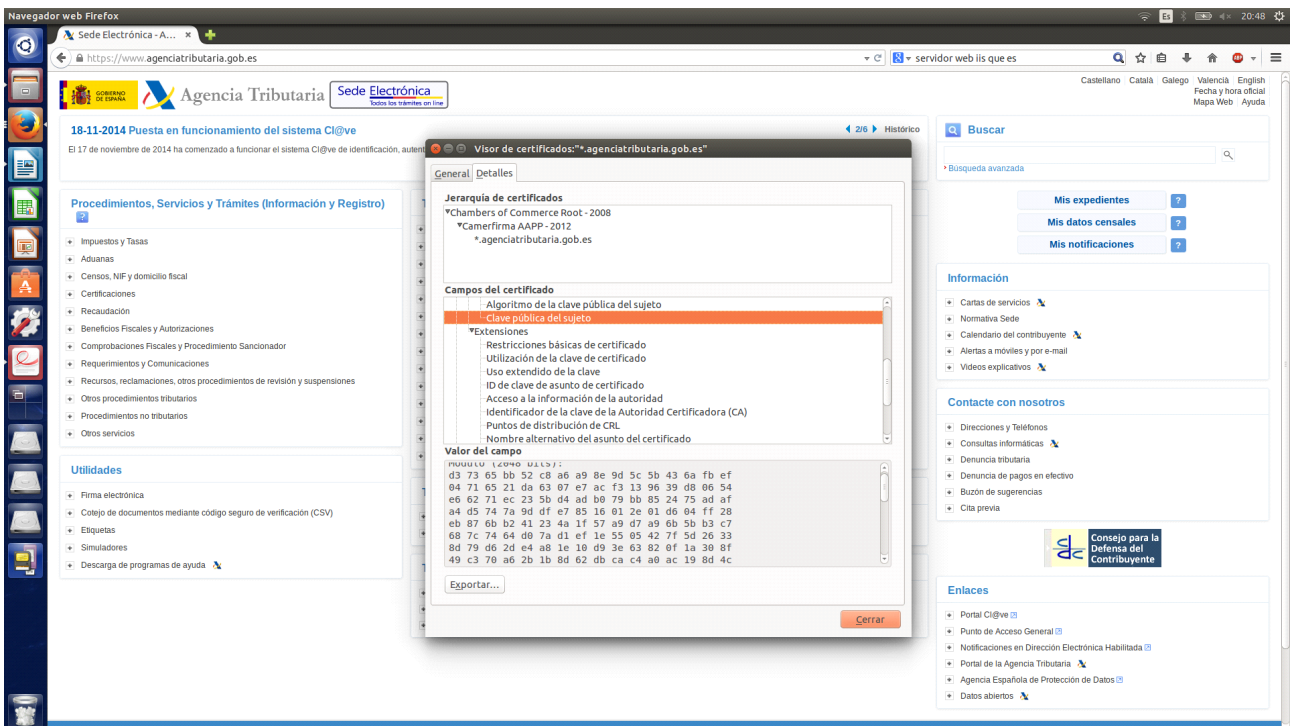 Navegador web Firefox
Es
20:48
Sede Electrónica - A...
https://www.agenciatributaria.gob.es
servidor web iis que es
GOBIERNO
DE ESPAÑA
Agencia Tributaria
Sede Electrónica
Todos los trámites on line
Castellano Català Galego Valencià English
Fecha y hora oficial
Mapa Web Ayuda
18-11-2014 Puesta en funcionamiento del sistema Cl@ve
2/6
Histórico
El 17 de noviembre de 2014 ha comenzado a funcionar el sistema Cl@ve de identificación,
Procedimientos, Servicios y Trámites (Información y Registro)
?
Impuestos y Tasas
Aduanas
Censos, NIF y domicilio fiscal
Certificaciones
Recaudación
Beneficios Fiscales y Autorizaciones
Comprobaciones Fiscales y Procedimiento Sancionador
Requerimientos y Comunicaciones
Recursos, reclamaciones, otros procedimientos de revisión y suspensiones
Otros procedimientos tributarios
Procedimientos no tributarios
Otros servicios
Utilidades
Firma electrónica
Cotejo de documentos mediante código seguro de verificación (CSV)
Etiquetas
Simuladores
Descarga de programas de ayuda
Visor de certificados:"*.agenciatributaria.gob.es"
General Detalles
Jerarquía de certificados
Chambers of Commerce Root - 2008
Camerfirma AAPP - 2012
*.agenciatributaria.gob.es
Campos del certificado
Algoritmo de la clave pública del sujeto
Clave pública del sujeto
Extensiones
Restricciones básicas de certificado
Utilización de la clave de certificado
Uso extendido de la clave
ID de clave de asunto de certificado
Acceso a la información de la autoridad
Identificador de la clave de la Autoridad Certificadora (CA)
Puntos de distribución de CRL
Nombre alternativo del asunto del certificado
Valor del campo
Módulo (2048 bits):
d3 73 65 bb 52 c8 a6 a9 8e 9d 5c 5b 43 6a fb ef
04 71 65 21 da 63 07 e7 ac f3 13 96 39 d8 06 54
e6 62 71 ec 23 5b d4 ad b0 79 bb 85 24 75 ad af
a4 d5 74 7a 9d df e7 85 16 01 2e 01 d6 04 ff 28
eb 87 6b b2 41 23 4a 1f 57 a9 d7 a9 6b 5b b3 c7
68 7c 74 64 d0 7a d1 ef 1e 55 05 42 7f 5d 26 33
8d 79 d6 2d e4 a8 1e 10 d9 3e 63 82 0f 1a 30 8f
49 c3 70 a6 2b 1b 8d 62 db ca c4 a0 ac 19 8d 4c
Exportar...
Cerrar
Buscar
Búsqueda avanzada
Mis expedientes ?
Mis datos censales ?
Mis notificaciones ?
Información
Cartas de servicios
Normativa Sede
Calendario del contribuyente
Alertas a móviles y por e-mail
Videos explicativos
Contacte con nosotros
Direcciones y Teléfonos
Consultas informáticas
Denuncia tributaria
Denuncia de pagos en efectivo
Buzón de sugerencias
Cita previa
Consejo para la
Defensa del
Contribuyente
Enlaces
Portal Cl@ve
Punto de Acceso General
Notificaciones en Dirección Electrónica Habilitada
Portal de la Agencia Tributaria
Agencia Española de Protección de Datos
Datos abiertos